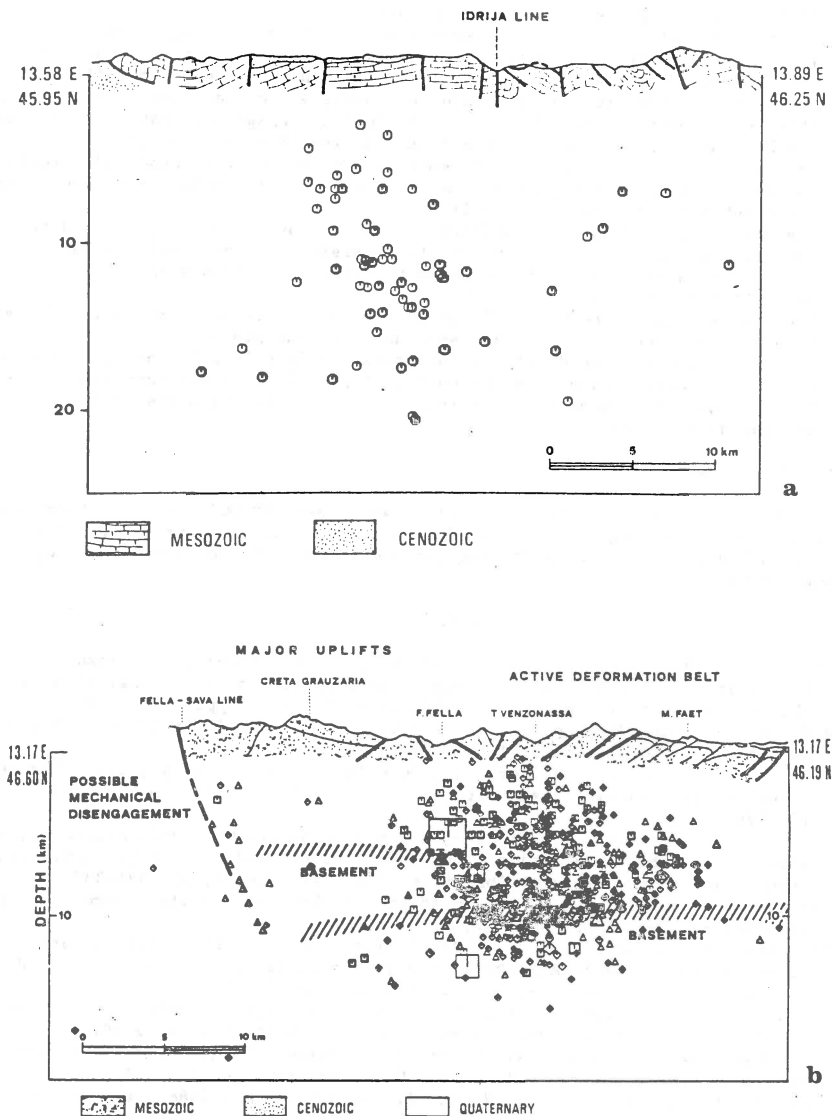 IDRIJA LINE
13.58 E
45.95 N
13.89 E
46.25 N
10
20
0 5 10 km
a
MESOZOIC CENOZOIC
MAJOR UPLIFTS
ACTIVE DEFORMATION BELT
CRETA GRAUZARIA
FELLA - SAVA LINE
F. FELLA T. VENZONASSA M. FAET
13.17 E
46.60 N
13.17 E
46.19 N
POSSIBLE
MECHANICAL
DISENGAGEMENT
BASEMENT
DEPTH (km)
10
10
BASEMENT
0 5 10 km
b
MESOZOIC CENOZOIC QUATERNARY